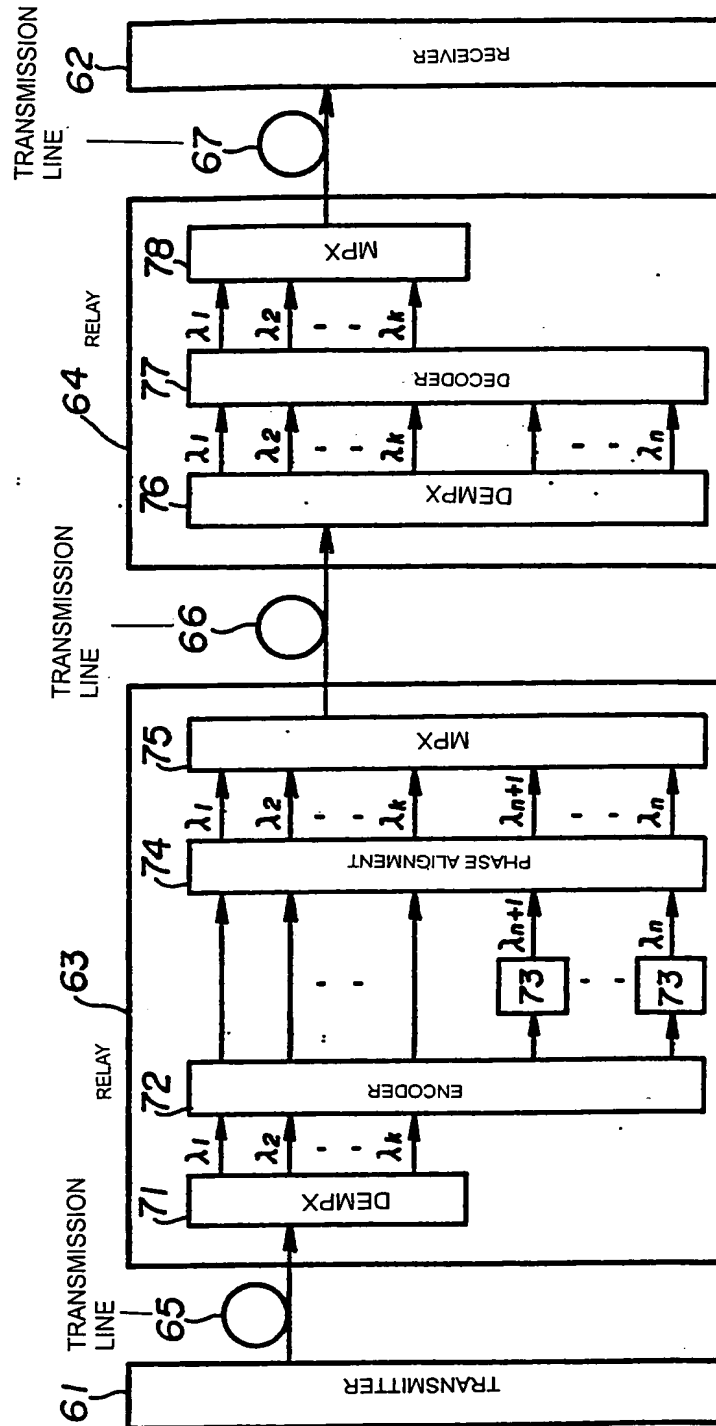 61
TRANSMITTER
TRANSMISSION
LINE
65
63
RELAY
71
DEMPX
λ1
λ2
λk
72
ENCODER
73
73
λn+1
λn
74
PHASE ALIGNMENT
λ1
λ2
λk
λn+1
λn
75
MPX
TRANSMISSION
LINE
66
64
RELAY
76
DEMPX
λ1
λ2
λk
λn
77
DECODER
λ1
λ2
λk
78
MPX
TRANSMISSION
LINE
67
62
RECEIVER